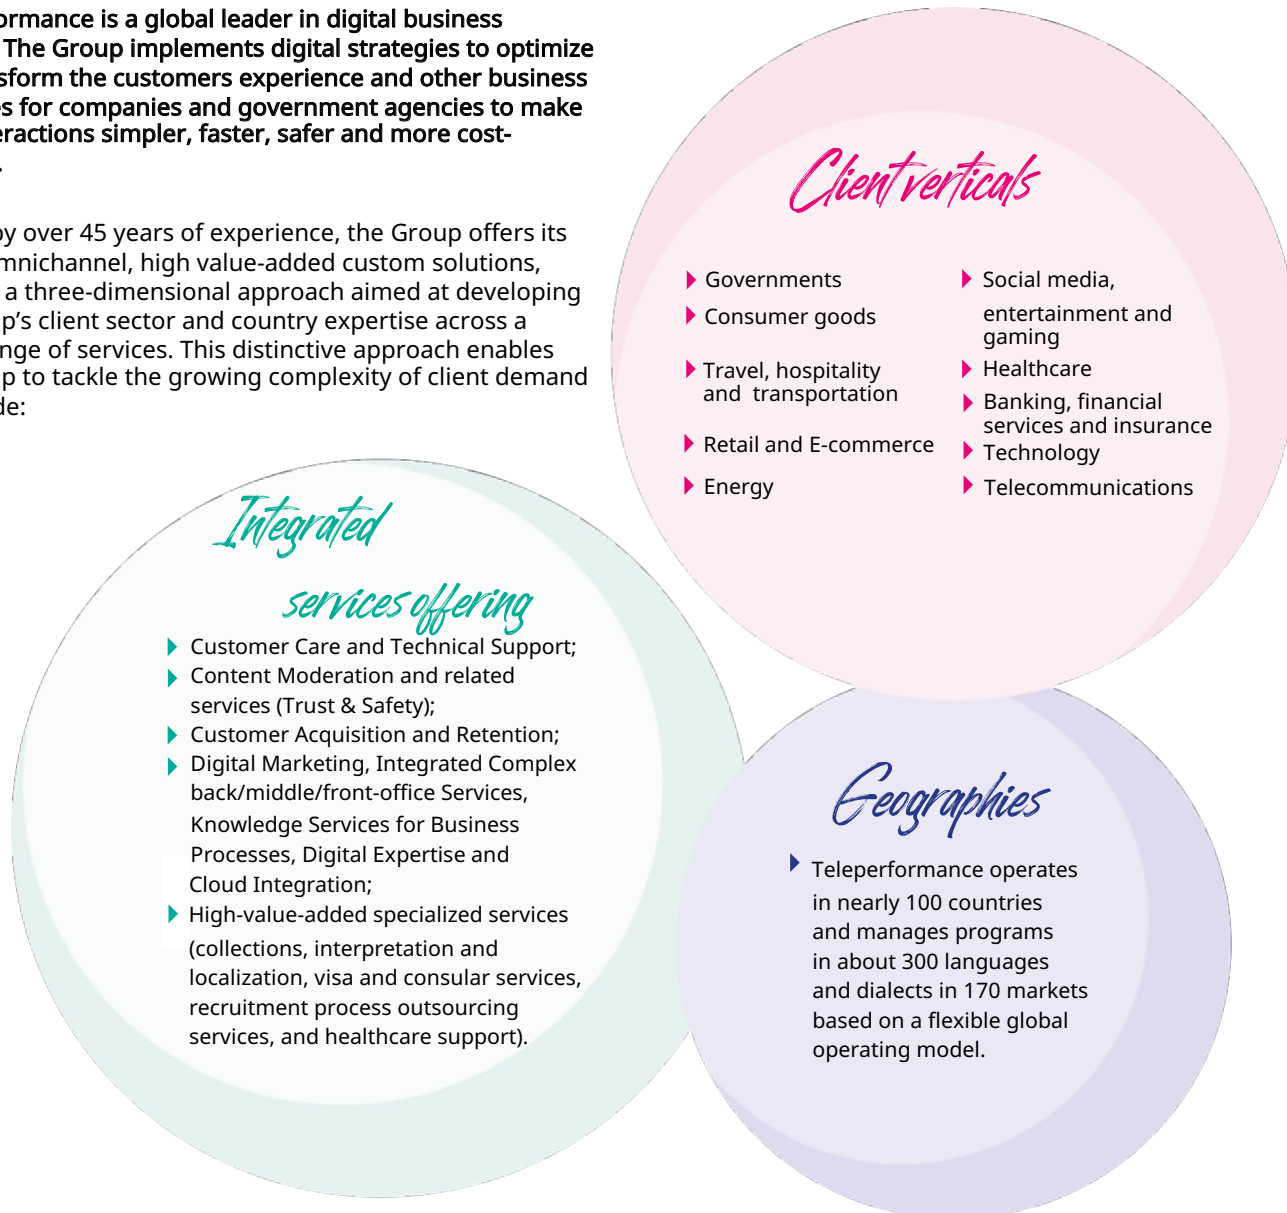 ormance is a global leader in digital business
The Group implements digital strategies to optimize
sform the customers experience and other business
es for companies and government agencies to make
eractions simpler, faster, safer and more cost-
.
by over 45 years of experience, the Group offers its
mnichannel, high value-added custom solutions,
a three-dimensional approach aimed at developing
p’s client sector and country expertise across a
nge of services. This distinctive approach enables
p to tackle the growing complexity of client demand
de:
Client verticals
Governments
Consumer goods
Travel, hospitality
and transportation
Retail and E-commerce
Energy
Social media,
entertainment and
gaming
Healthcare
Banking, financial
services and insurance
Technology
Telecommunications
Integrated
services offering
Customer Care and Technical Support;
Content Moderation and related
services (Trust & Safety);
Customer Acquisition and Retention;
Digital Marketing, Integrated Complex
back/middle/front-office Services,
Knowledge Services for Business
Processes, Digital Expertise and
Cloud Integration;
High-value-added specialized services
(collections, interpretation and
localization, visa and consular services,
recruitment process outsourcing
services, and healthcare support).
Geographies
Teleperformance operates
in nearly 100 countries
and manages programs
in about 300 languages
and dialects in 170 markets
based on a flexible global
operating model.